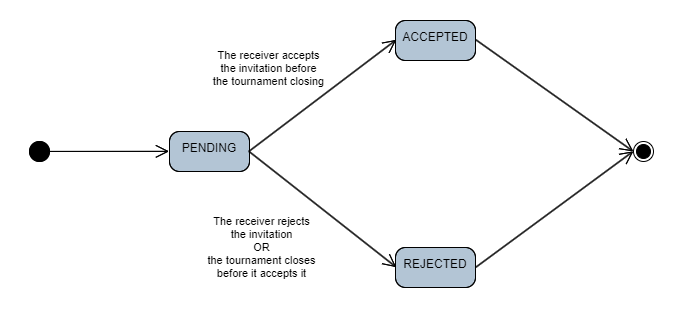 ACCEPTED
The receiver accepts
the invitation before
the tournament closing
PENDING
The receiver rejects
the invitation
OR
the tournament closes
before it accepts it
REJECTED